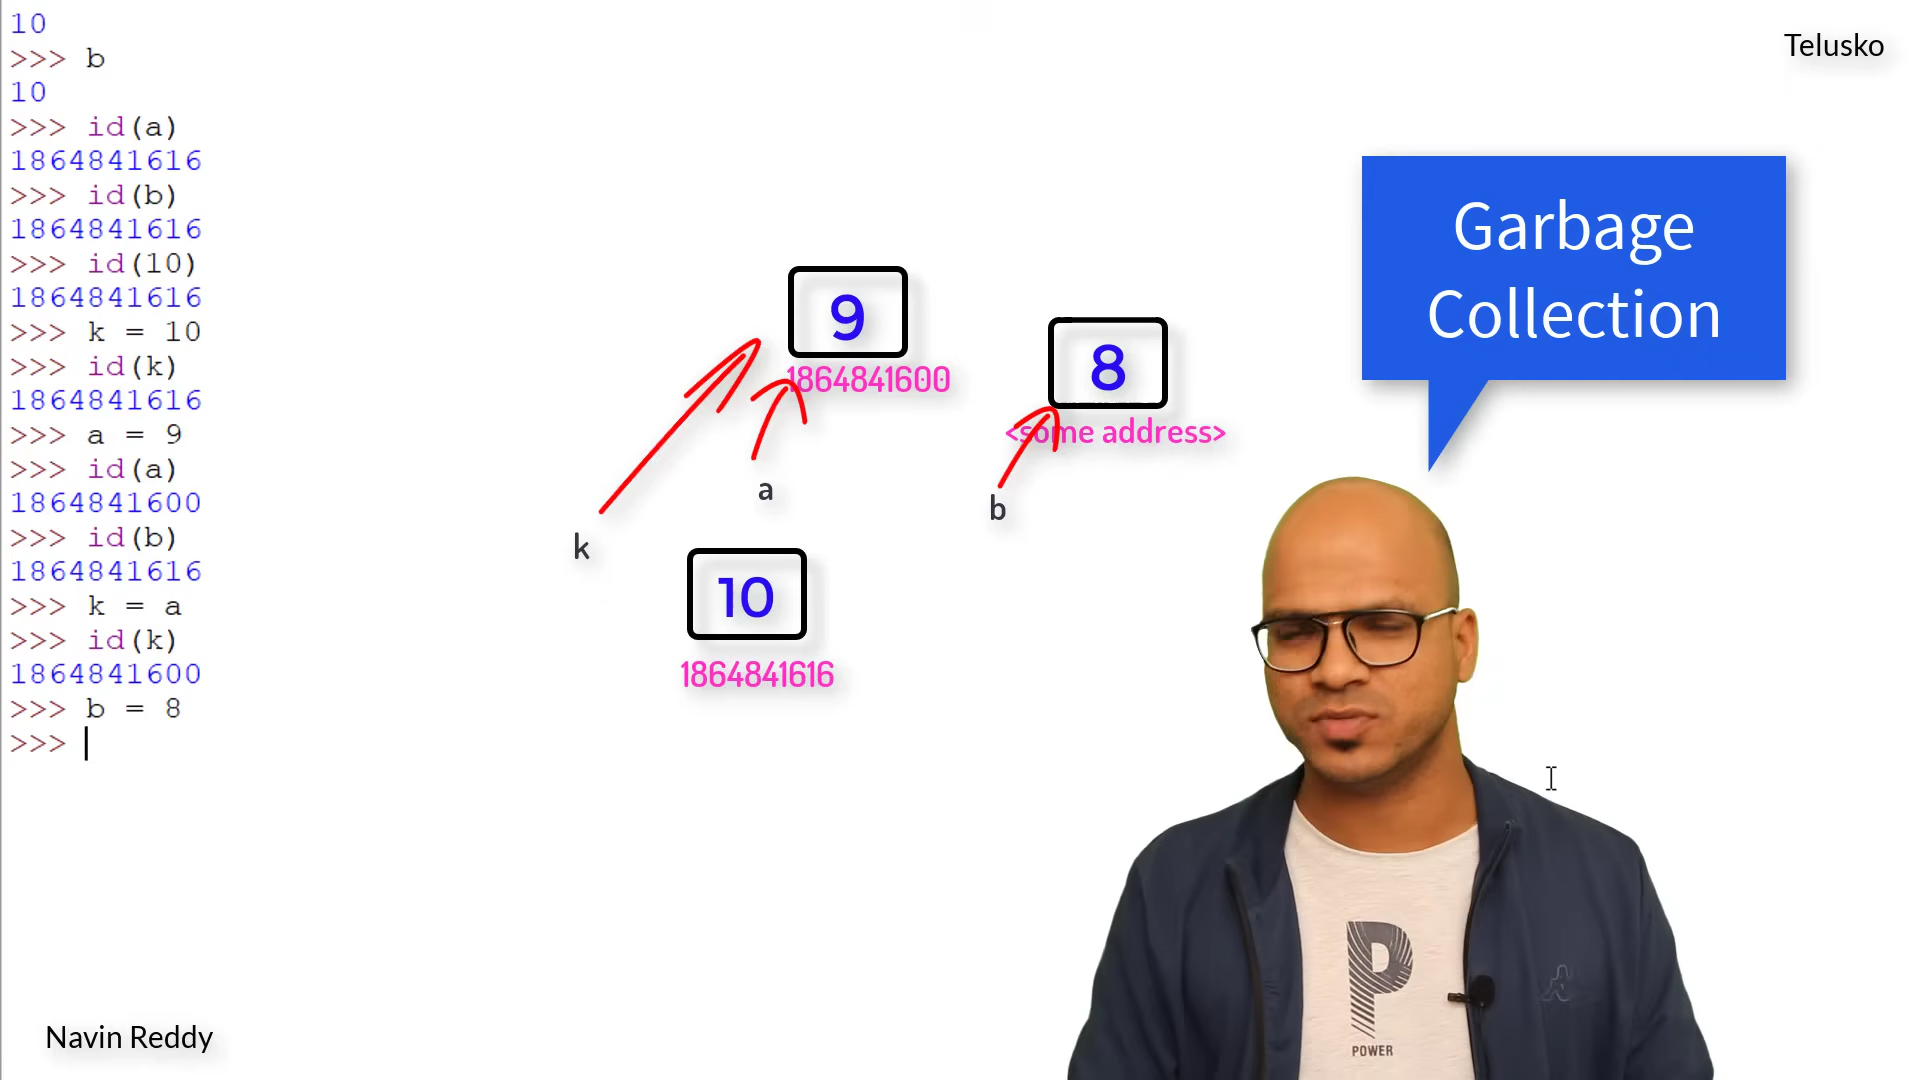 10
>>> b
10
>>> id(a)
1864841616
>>> id(b)
1864841616
>>> id(10)
1864841616
>>> k = 10
>>> id(k)
1864841616
>>> a = 9
>>> id(a)
1864841600
>>> id(b)
1864841616
>>> k = a
>>> id(k)
1864841600
>>> b = 8
>>>
Telusko
Garbage
Collection
9
1864841600
8
<some address>
a
b
k
10
1864841616
P
POWER
Navin Reddy